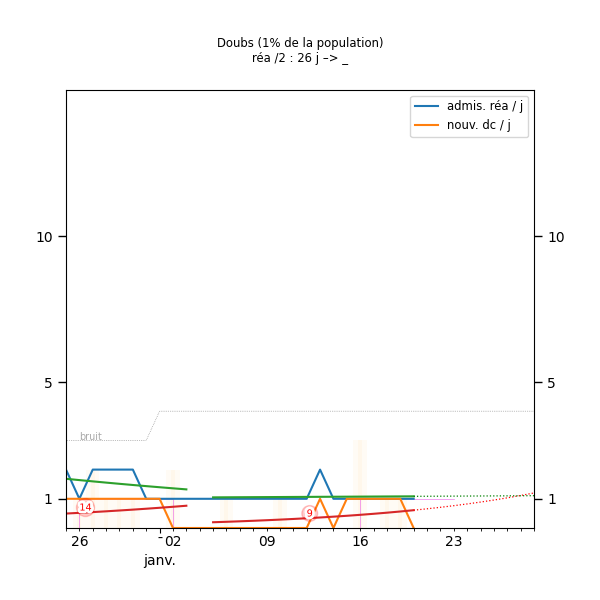 Doubs (1% de la population)
réa /2 : 26 j –> _
admis. réa / j
nouv. dc / j
10
10
5
5
bruit
1
1
14
9
26
02
09
16
23
janv.